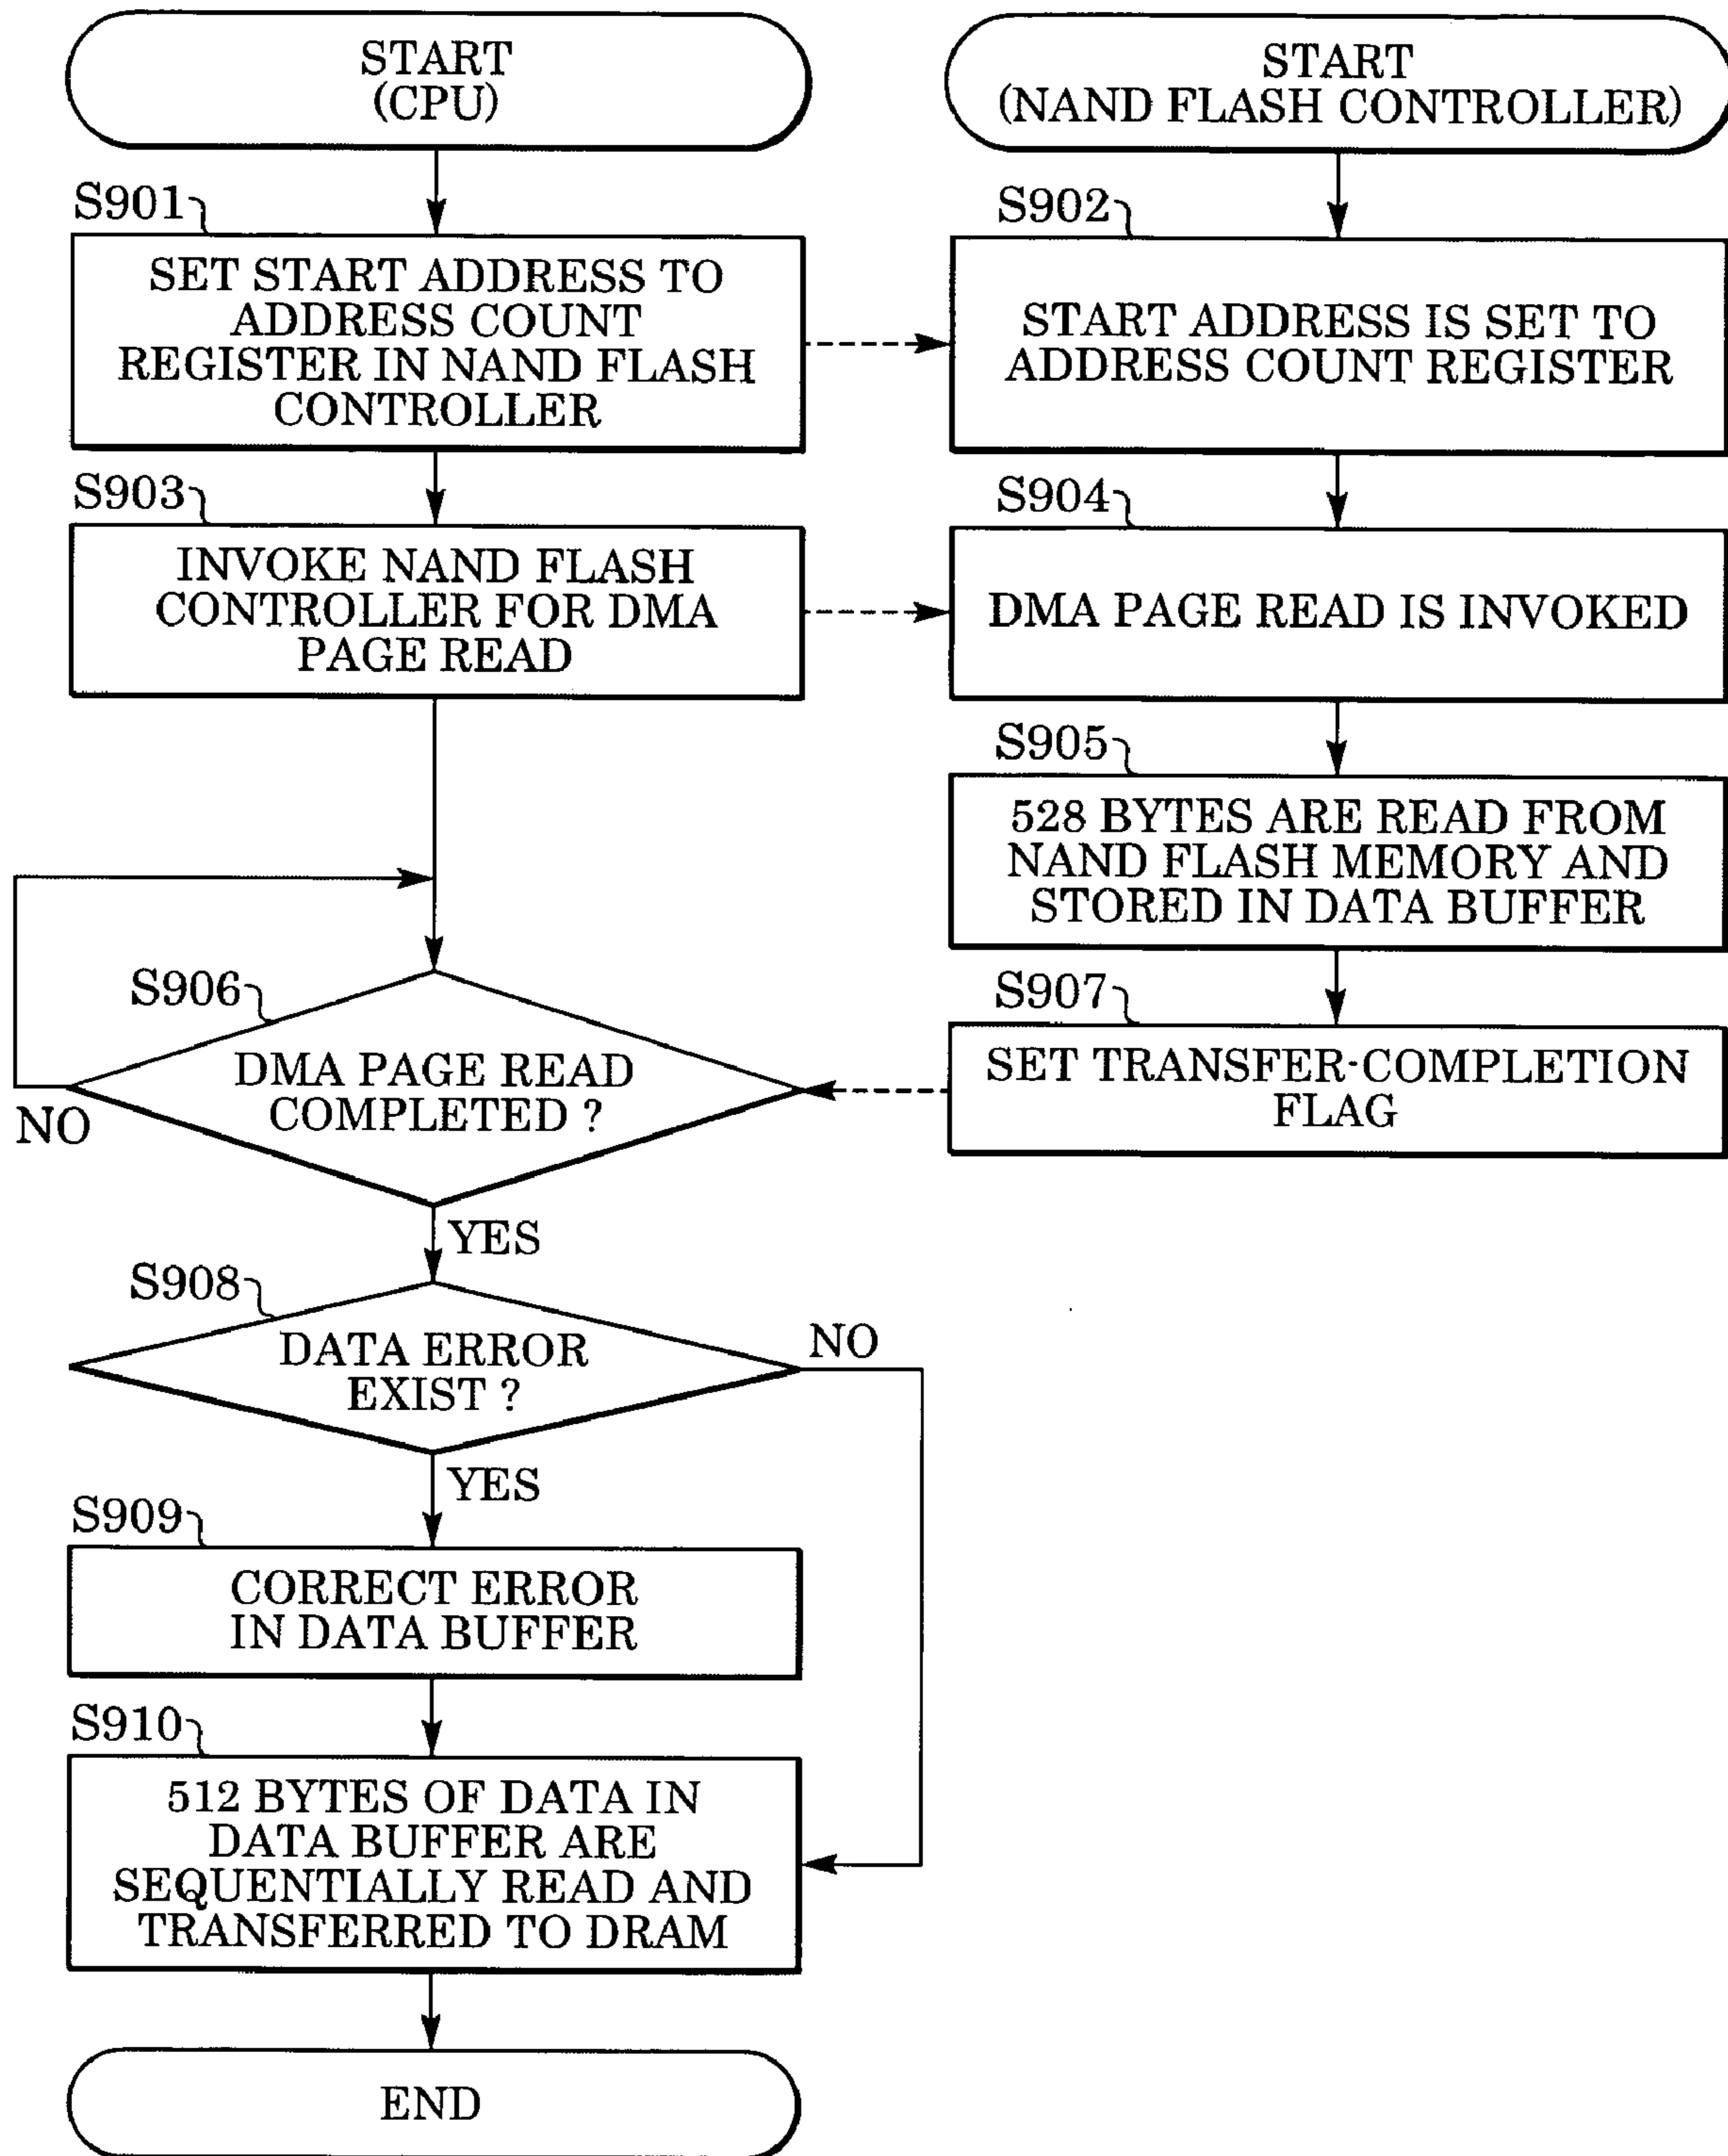 START
(CPU)
START
(NAND FLASH CONTROLLER)
S901
SET START ADDRESS TO
ADDRESS COUNT
REGISTER IN NAND FLASH
CONTROLLER
S902
START ADDRESS IS SET TO
ADDRESS COUNT REGISTER
S903
INVOKE NAND FLASH
CONTROLLER FOR DMA
PAGE READ
S904
DMA PAGE READ IS INVOKED
S905
528 BYTES ARE READ FROM
NAND FLASH MEMORY AND
STORED IN DATA BUFFER
S906
DMA PAGE READ
COMPLETED ?
NO
YES
S907
SET TRANSFER-COMPLETION
FLAG
S908
DATA ERROR
EXIST ?
NO
YES
S909
CORRECT ERROR
IN DATA BUFFER
S910
512 BYTES OF DATA IN
DATA BUFFER ARE
SEQUENTIALLY READ AND
TRANSFERRED TO DRAM
END